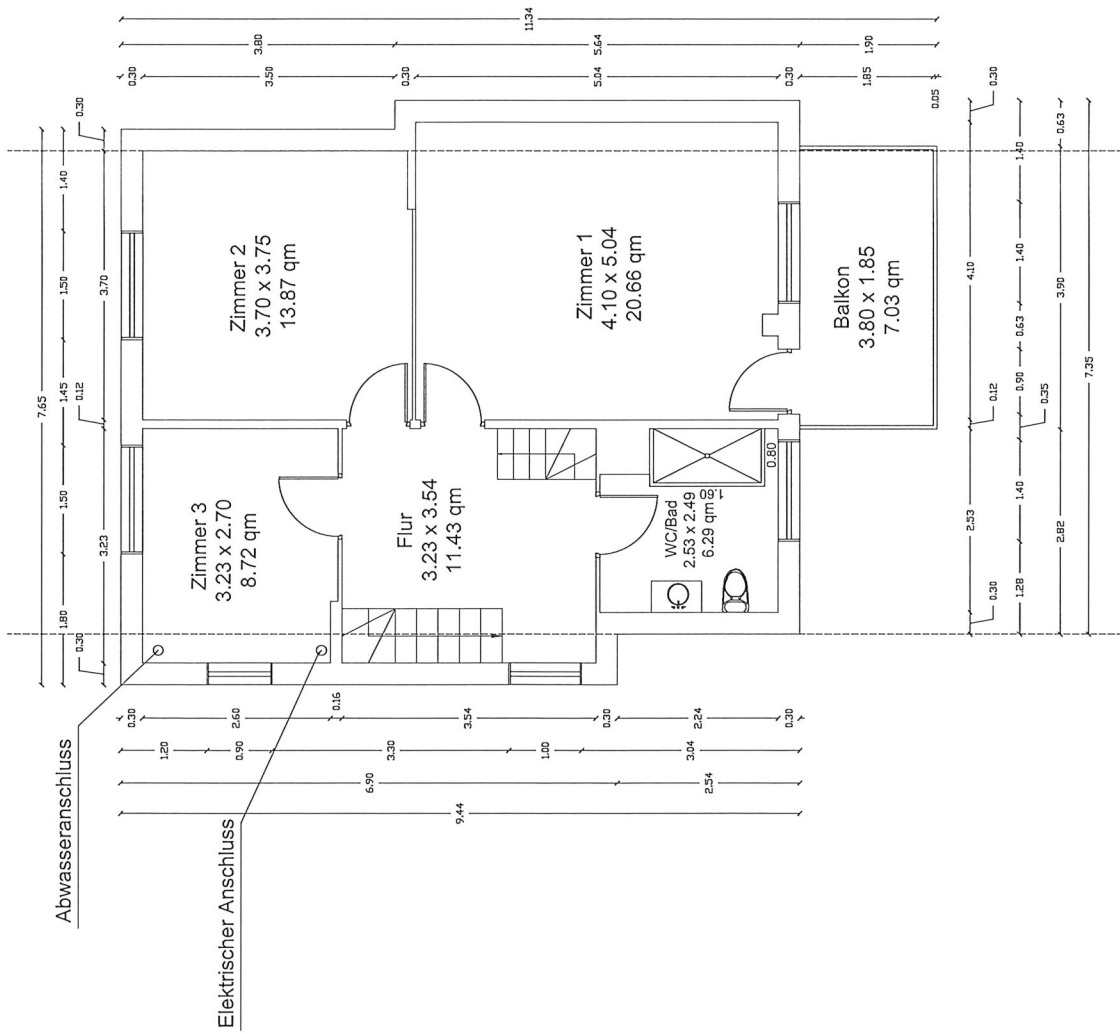 Abwasseranschluss
Elektrischer Anschluss
Zimmer 3
3.23 x 2.70
8.72 qm
Zimmer 2
3.70 x 3.75
13.87 qm
Flur
3.23 x 3.54
11.43 qm
Zimmer 1
4.10 x 5.04
20.66 qm
WC/Bad
2.53 x 2.49
6.29 qm
1.60
0.80
Balkon
3.80 x 1.85
7.03 qm
7.65
1.80
1.50
1.45
1.50
1.40
0.30
3.23
0.12
3.70
0.30
0.30
2.60
0.16
3.54
0.30
2.24
0.30
1.20
0.90
3.30
1.00
3.04
6.90
2.54
9.44
0.30
3.50
0.30
5.04
0.30
1.85
0.05
3.80
5.64
1.90
11.34
0.30
2.53
0.12
4.10
0.30
1.28
1.40
0.35
0.90
0.63
1.40
1.40
2.82
3.90
0.63
7.35